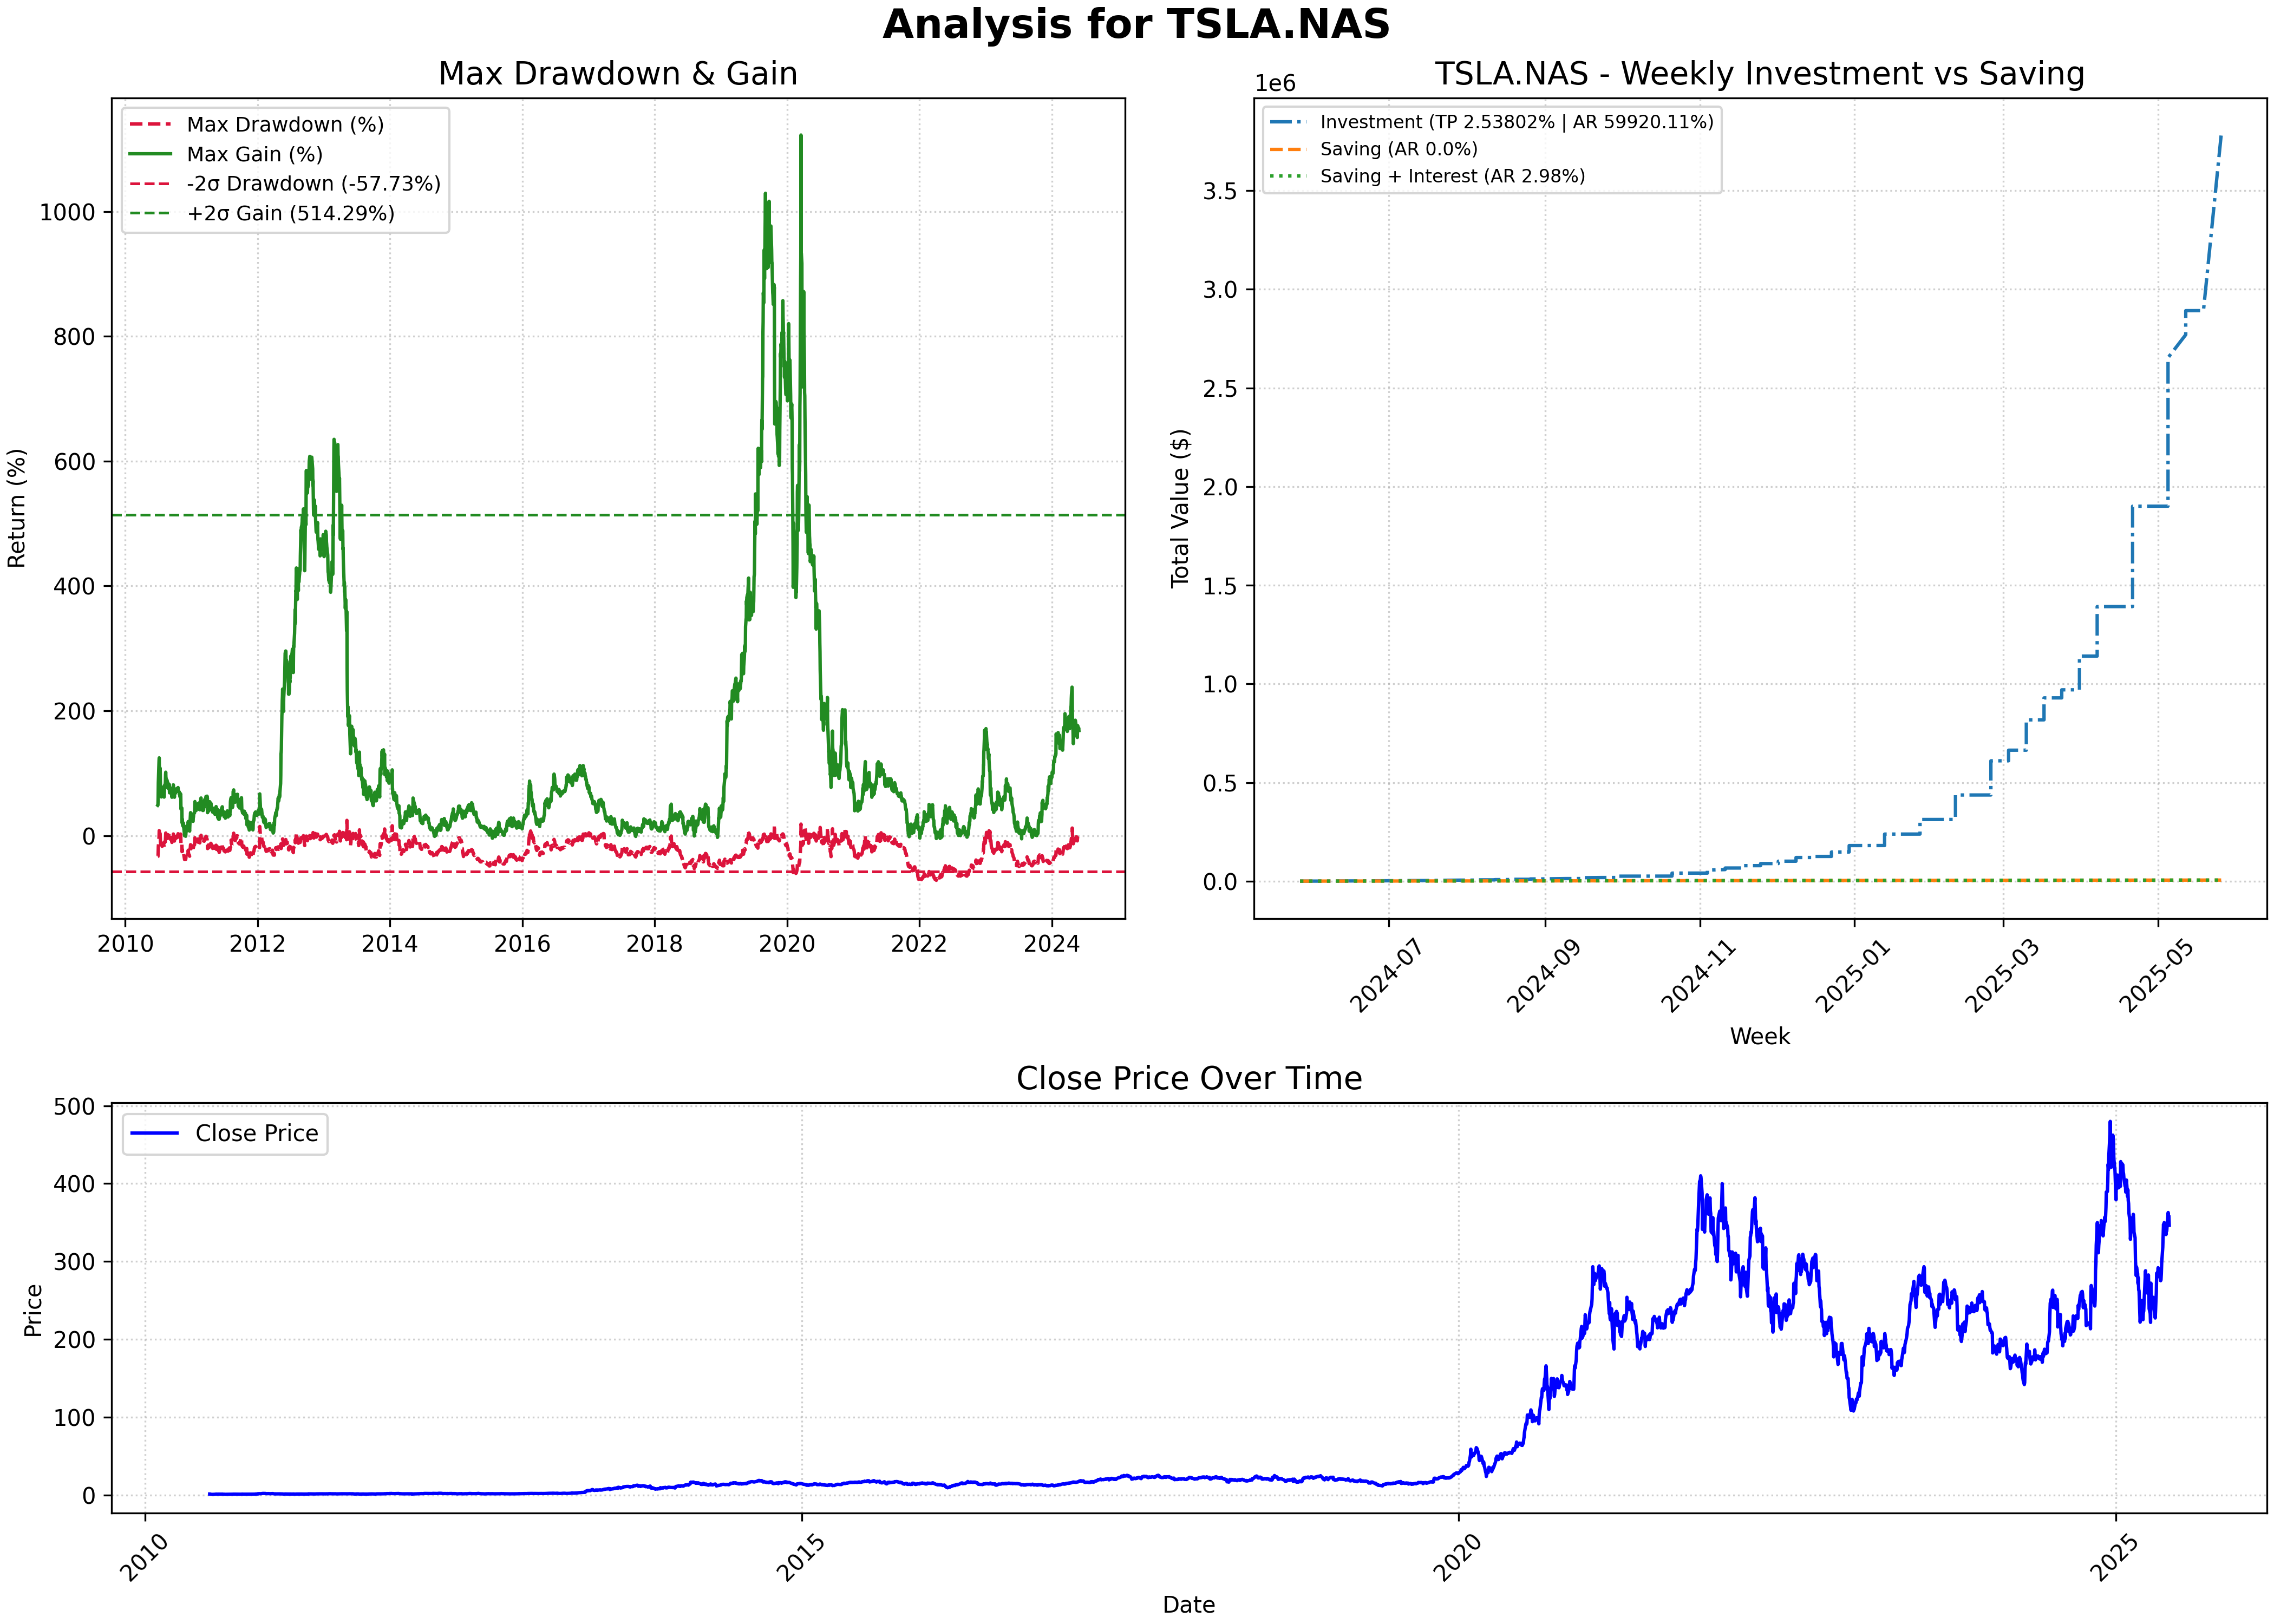 Analysis for TSLA.NAS
Max Drawdown & Gain
Max Drawdown (%)
Max Gain (%)
-2σ Drawdown (-57.73%)
+2σ Gain (514.29%)
Return (%)
1000
800
600
400
200
0
2010
2012
2014
2016
2018
2020
2022
2024
TSLA.NAS - Weekly Investment vs Saving
1e6
Investment (TP 2.53802% | AR 59920.11%)
Saving (AR 0.0%)
Saving + Interest (AR 2.98%)
Total Value ($)
3.5
3.0
2.5
2.0
1.5
1.0
0.5
0.0
2024-07
2024-09
2024-11
2025-01
2025-03
2025-05
Week
Close Price Over Time
Close Price
Price
500
400
300
200
100
0
2010
2015
2020
2025
Date